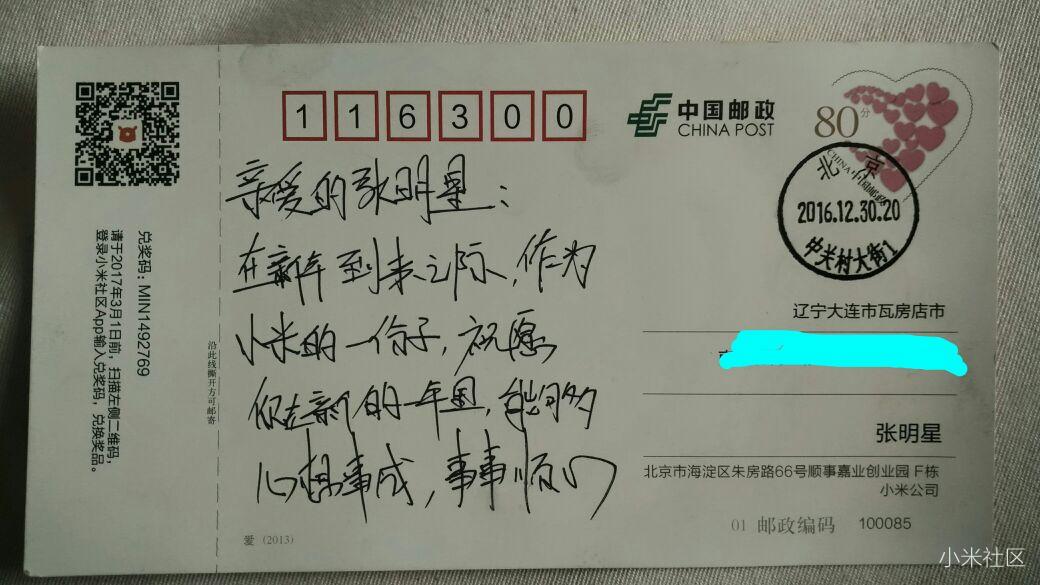 兑奖码：MIN1492769
请于2017年3月1日前，扫描左侧二维码，
登录小米社区App输入兑奖码，兑换奖品。
沿此线撕开方可邮寄
116300
中国邮政
CHINA POST
80分
CHINA 中国邮政
北京
2016.12.30.20
中关村大街1
亲爱的张明星：
在新年到来之际，作为
小米的一份子，祝愿
你在新的一年里，能够
心想事成，事事顺心
辽宁大连市瓦房店市
张明星
北京市海淀区朱房路66号顺事嘉业创业园 F栋
小米公司
01 邮政编码 100085
爱 (2013)
小米社区